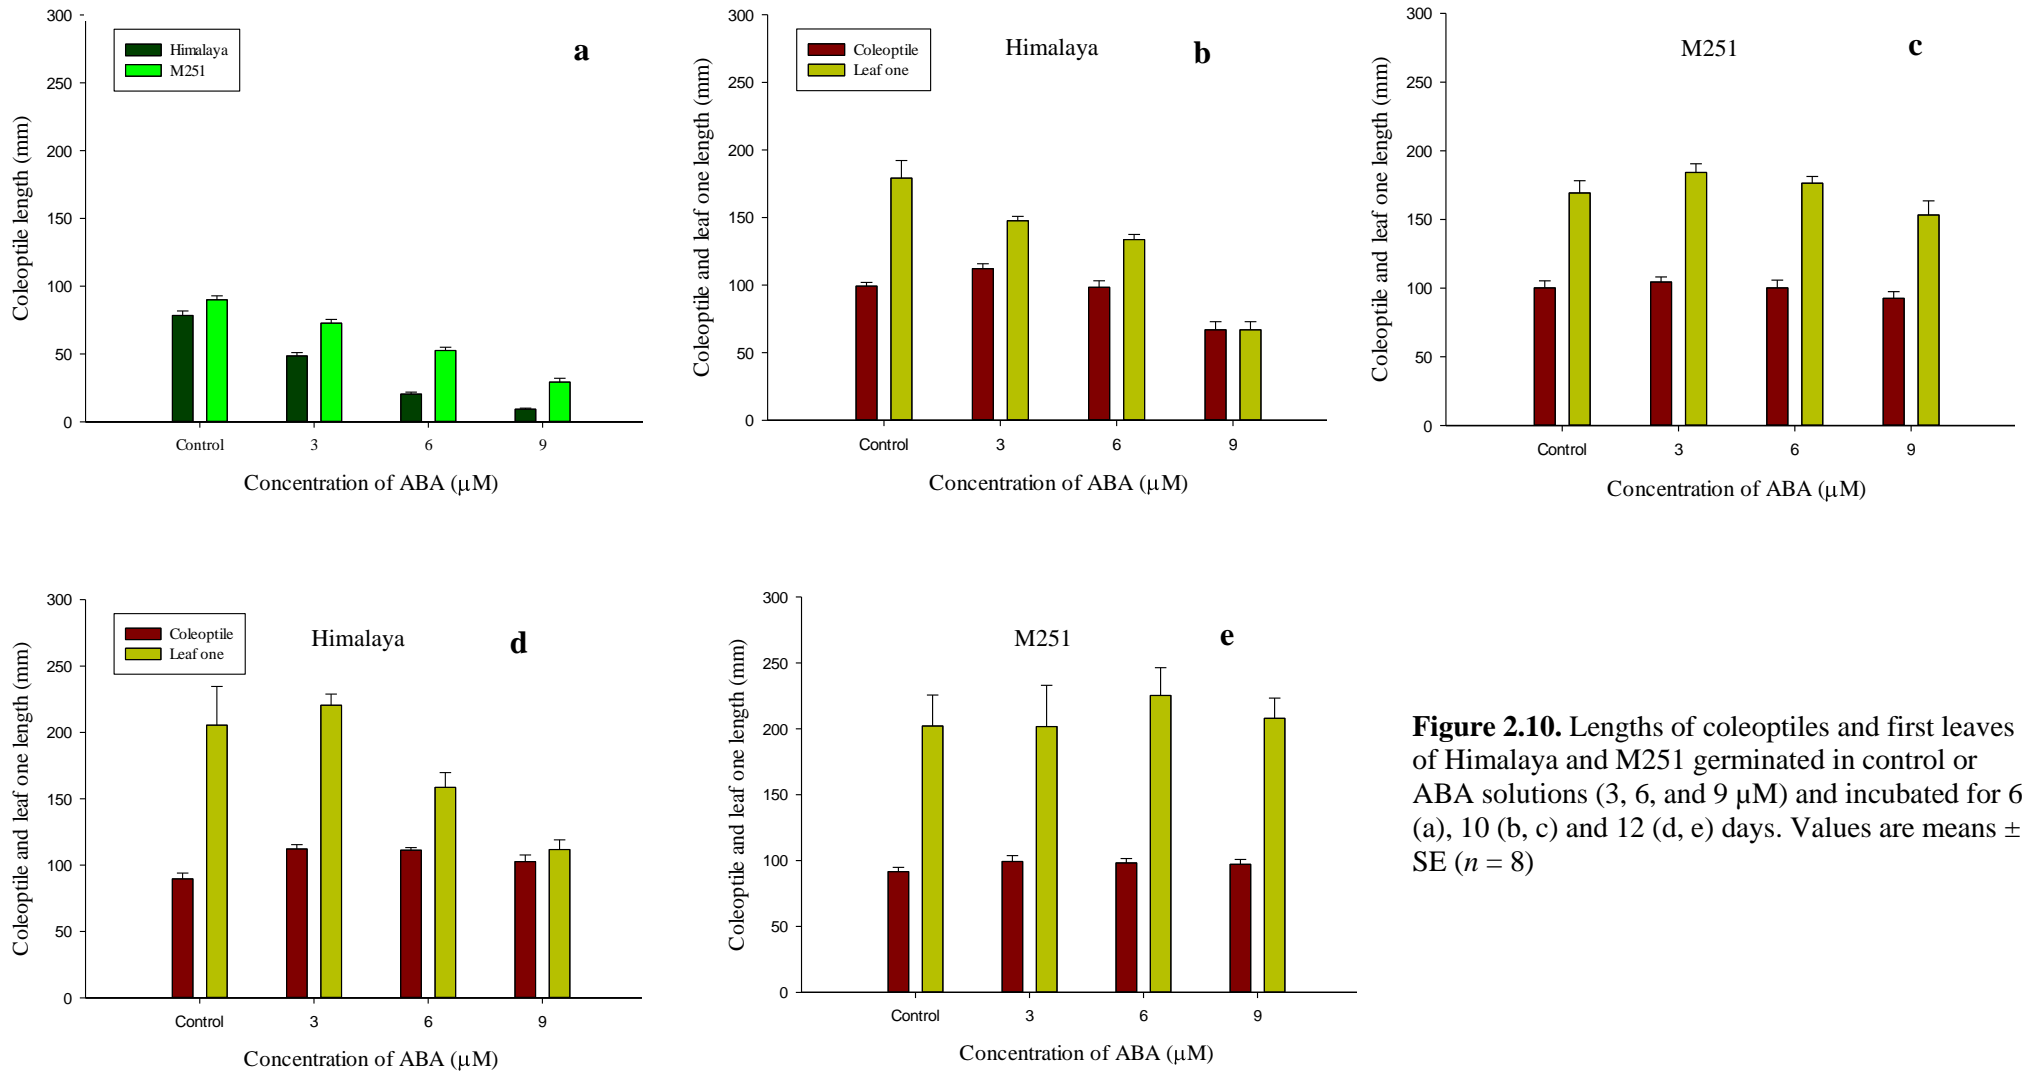 300
250
200
150
100
50
0
Coleoptile length (mm)
Himalaya
M251
a
Control 3 6 9
Concentration of ABA (μM)
300
250
200
150
100
50
0
Coleoptile and leaf one length (mm)
Coleoptile
Leaf one
Himalaya
b
Control 3 6 9
Concentration of ABA (μM)
300
250
200
150
100
50
0
Coleoptile and leaf one length (mm)
M251
c
Control 3 6 9
Concentration of ABA (μM)
300
250
200
150
100
50
0
Coleoptile and leaf one length (mm)
Coleoptile
Leaf one
Himalaya
d
Control 3 6 9
Concentration of ABA (μM)
300
250
200
150
100
50
0
Coleoptile and leaf one length (mm)
M251
e
Control 3 6 9
Concentration of ABA (μM)
Figure 2.10. Lengths of coleoptiles and first leaves
of Himalaya and M251 germinated in control or
ABA solutions (3, 6, and 9 μM) and incubated for 6
(a), 10 (b, c) and 12 (d, e) days. Values are means ±
SE (n = 8)